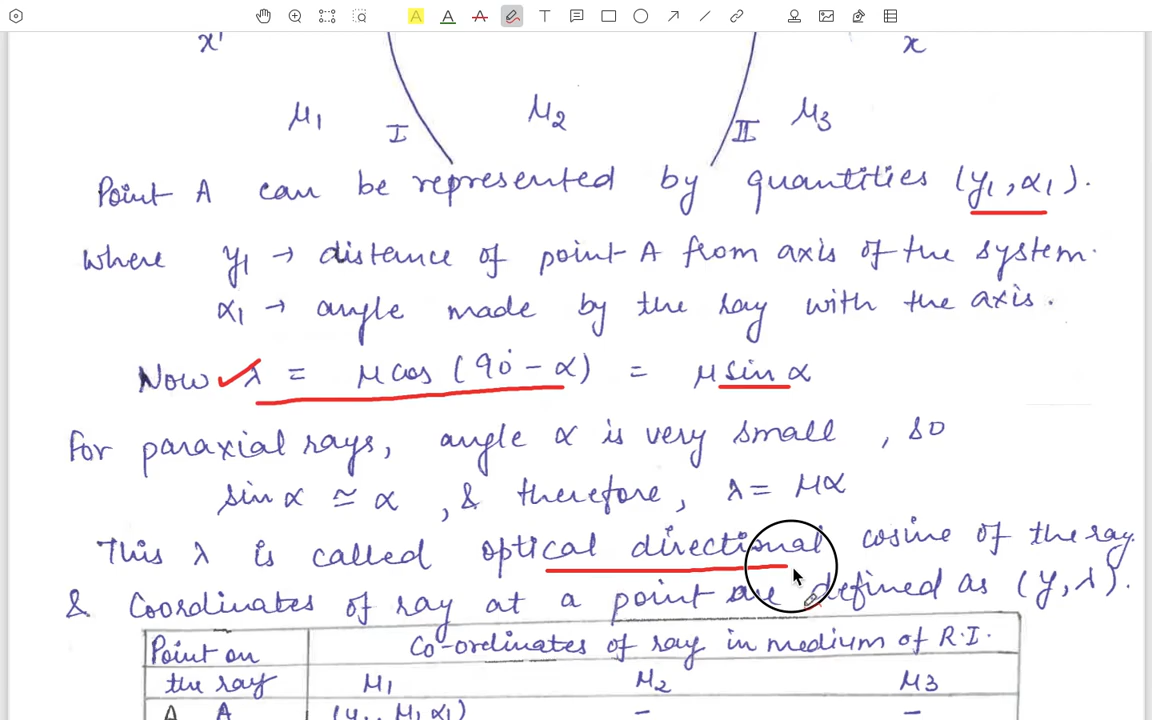 A A A T
x' x
μ1 I μ2 II μ3
Point A can be represented by quantities (y1, α1).
where y1 → distance of point A from axis of the system.
α1 → angle made by the ray with the axis.
Now λ = μ cos (90° - α) = μ sin α
For paraxial rays, angle α is very small, so
sin α ≃ α, & therefore, λ = μα
This λ is called optical directional cosine of the ray
& Coordinates of ray at a point are defined as (y, λ).
Point on Co-ordinates of ray in medium of R.I.
the ray μ1 μ2 μ3
A A (y1, μ1α1) - -